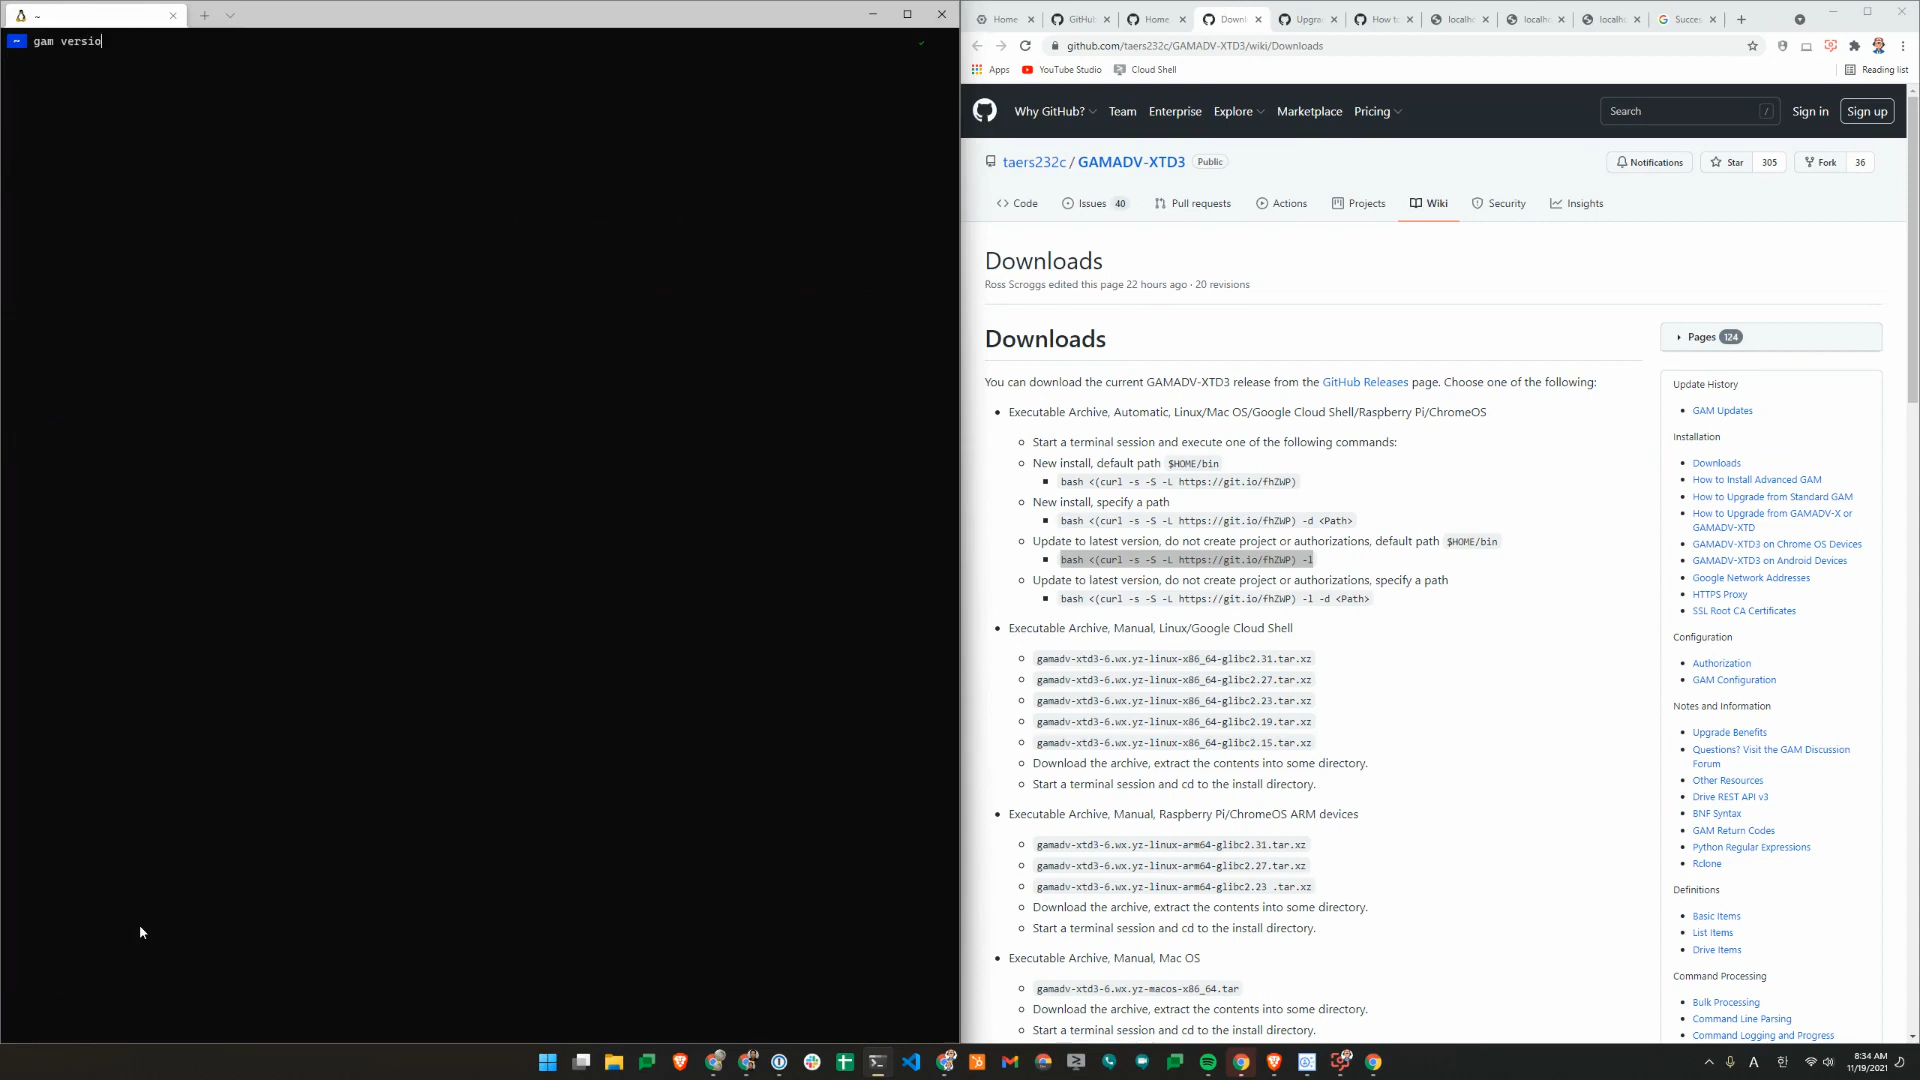 ~
~ gam versio
Home
GitHub
Home
Downl
Upgra
How to
localh
localh
localh
Succes
github.com/taers232c/GAMADV-XTD3/wiki/Downloads
Apps
YouTube Studio
Cloud Shell
Reading list
Why GitHub?
Team
Enterprise
Explore
Marketplace
Pricing
Search /
Sign in
Sign up
taers232c / GAMADV-XTD3 Public
Notifications
Star 305
Fork 36
Code
Issues 40
Pull requests
Actions
Projects
Wiki
Security
Insights
Downloads
Ross Scroggs edited this page 22 hours ago · 20 revisions
Downloads
You can download the current GAMADV-XTD3 release from the GitHub Releases page. Choose one of the following:
Executable Archive, Automatic, Linux/Mac OS/Google Cloud Shell/Raspberry Pi/ChromeOS
Start a terminal session and execute one of the following commands:
New install, default path $HOME/bin
bash <(curl -s -S -L https://git.io/fhZWP)
New install, specify a path
bash <(curl -s -S -L https://git.io/fhZWP) -d <Path>
Update to latest version, do not create project or authorizations, default path $HOME/bin
bash <(curl -s -S -L https://git.io/fhZWP) -l
Update to latest version, do not create project or authorizations, specify a path
bash <(curl -s -S -L https://git.io/fhZWP) -l -d <Path>
Executable Archive, Manual, Linux/Google Cloud Shell
gamadv-xtd3-6.wx.yz-linux-x86_64-glibc2.31.tar.xz
gamadv-xtd3-6.wx.yz-linux-x86_64-glibc2.27.tar.xz
gamadv-xtd3-6.wx.yz-linux-x86_64-glibc2.23.tar.xz
gamadv-xtd3-6.wx.yz-linux-x86_64-glibc2.19.tar.xz
gamadv-xtd3-6.wx.yz-linux-x86_64-glibc2.15.tar.xz
Download the archive, extract the contents into some directory.
Start a terminal session and cd to the install directory.
Executable Archive, Manual, Raspberry Pi/ChromeOS ARM devices
gamadv-xtd3-6.wx.yz-linux-arm64-glibc2.31.tar.xz
gamadv-xtd3-6.wx.yz-linux-arm64-glibc2.27.tar.xz
gamadv-xtd3-6.wx.yz-linux-arm64-glibc2.23 .tar.xz
Download the archive, extract the contents into some directory.
Start a terminal session and cd to the install directory.
Executable Archive, Manual, Mac OS
gamadv-xtd3-6.wx.yz-macos-x86_64.tar
Download the archive, extract the contents into some directory.
Start a terminal session and cd to the install directory.
Pages 124
Update History
GAM Updates
Installation
Downloads
How to Install Advanced GAM
How to Upgrade from Standard GAM
How to Upgrade from GAMADV-X or
GAMADV-XTD
GAMADV-XTD3 on Chrome OS Devices
GAMADV-XTD3 on Android Devices
Google Network Addresses
HTTPS Proxy
SSL Root CA Certificates
Configuration
Authorization
GAM Configuration
Notes and Information
Upgrade Benefits
Questions? Visit the GAM Discussion
Forum
Other Resources
Drive REST API v3
BNF Syntax
GAM Return Codes
Python Regular Expressions
Rclone
Definitions
Basic Items
List Items
Drive Items
Command Processing
Bulk Processing
Command Line Parsing
Command Logging and Progress
A
한
8:34 AM
11/19/2021